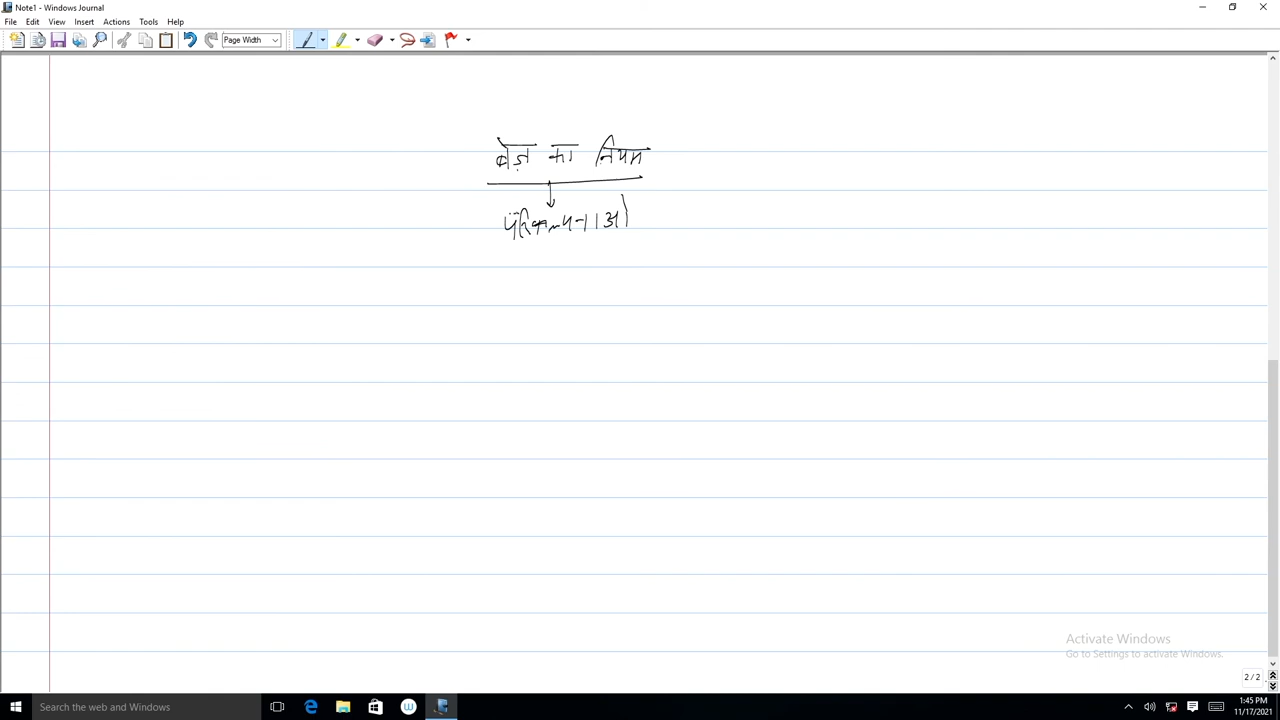 Note1 - Windows Journal
File Edit View Insert Actions Tools Help
Page Width
का नियम
Activate Windows
Go to Settings to activate Windows.
2 / 2
Search the web and Windows
1:45 PM
11/17/2021